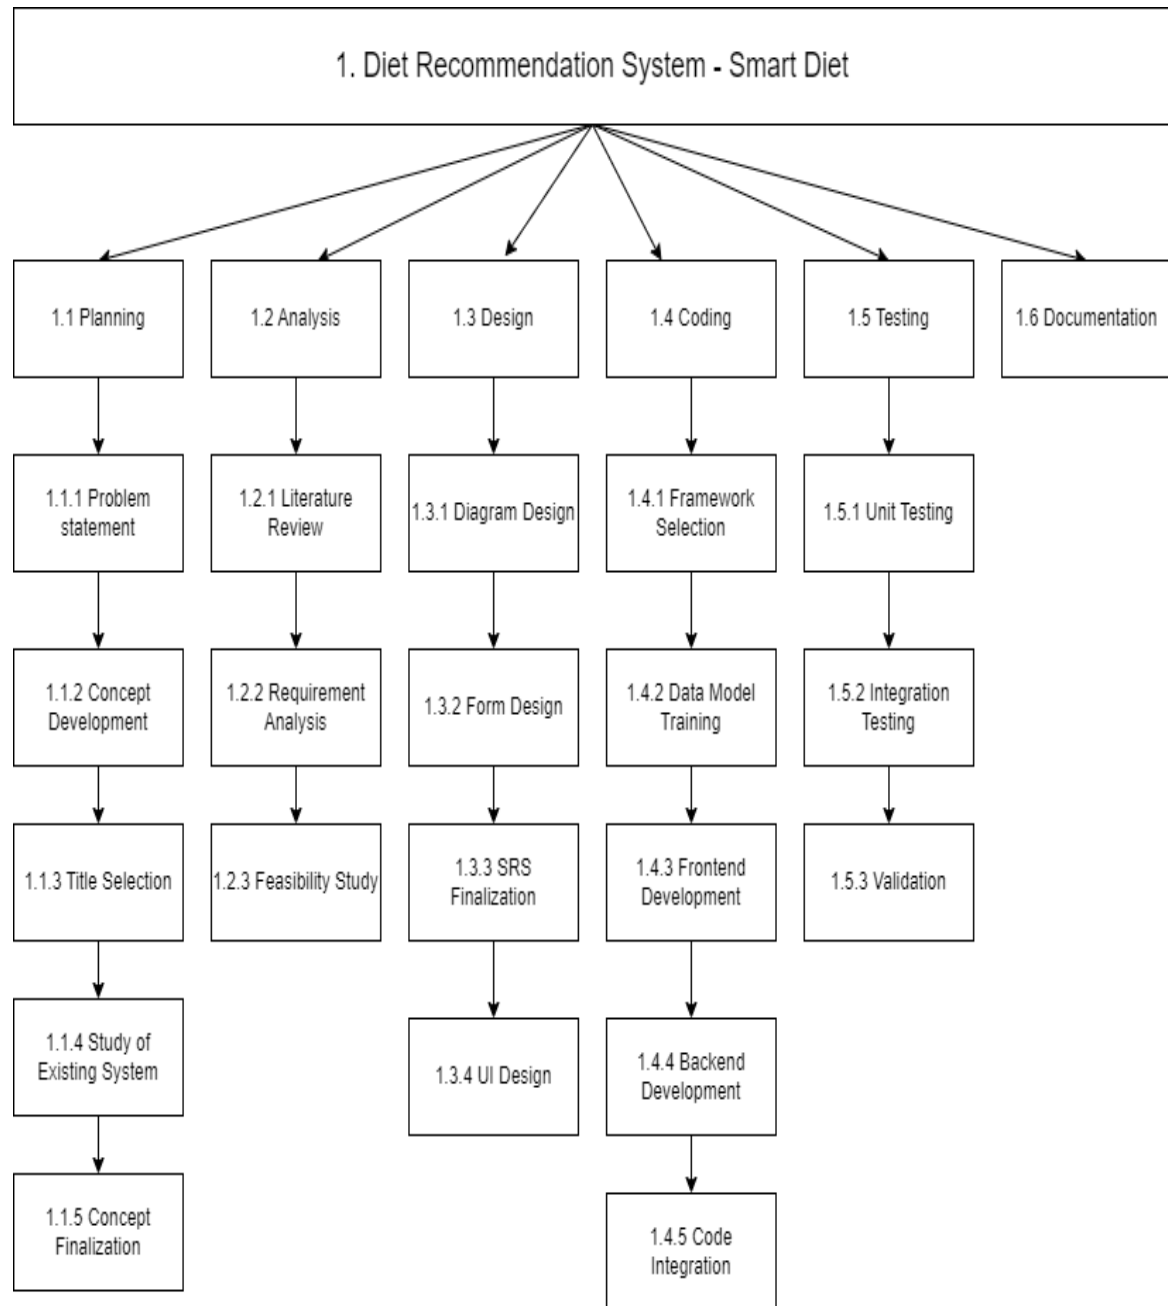 1. Diet Recommendation System - Smart Diet
1.1 Planning
1.2 Analysis
1.3 Design
1.4 Coding
1.5 Testing
1.6 Documentation
1.1.1 Problem
statement
1.2.1 Literature
Review
1.3.1 Diagram Design
1.4.1 Framework
Selection
1.5.1 Unit Testing
1.1.2 Concept
Development
1.2.2 Requirement
Analysis
1.3.2 Form Design
1.4.2 Data Model
Training
1.5.2 Integration
Testing
1.1.3 Title Selection
1.2.3 Feasibility Study
1.3.3 SRS
Finalization
1.4.3 Frontend
Development
1.5.3 Validation
1.1.4 Study of
Existing System
1.3.4 UI Design
1.4.4 Backend
Development
1.1.5 Concept
Finalization
1.4.5 Code
Integration